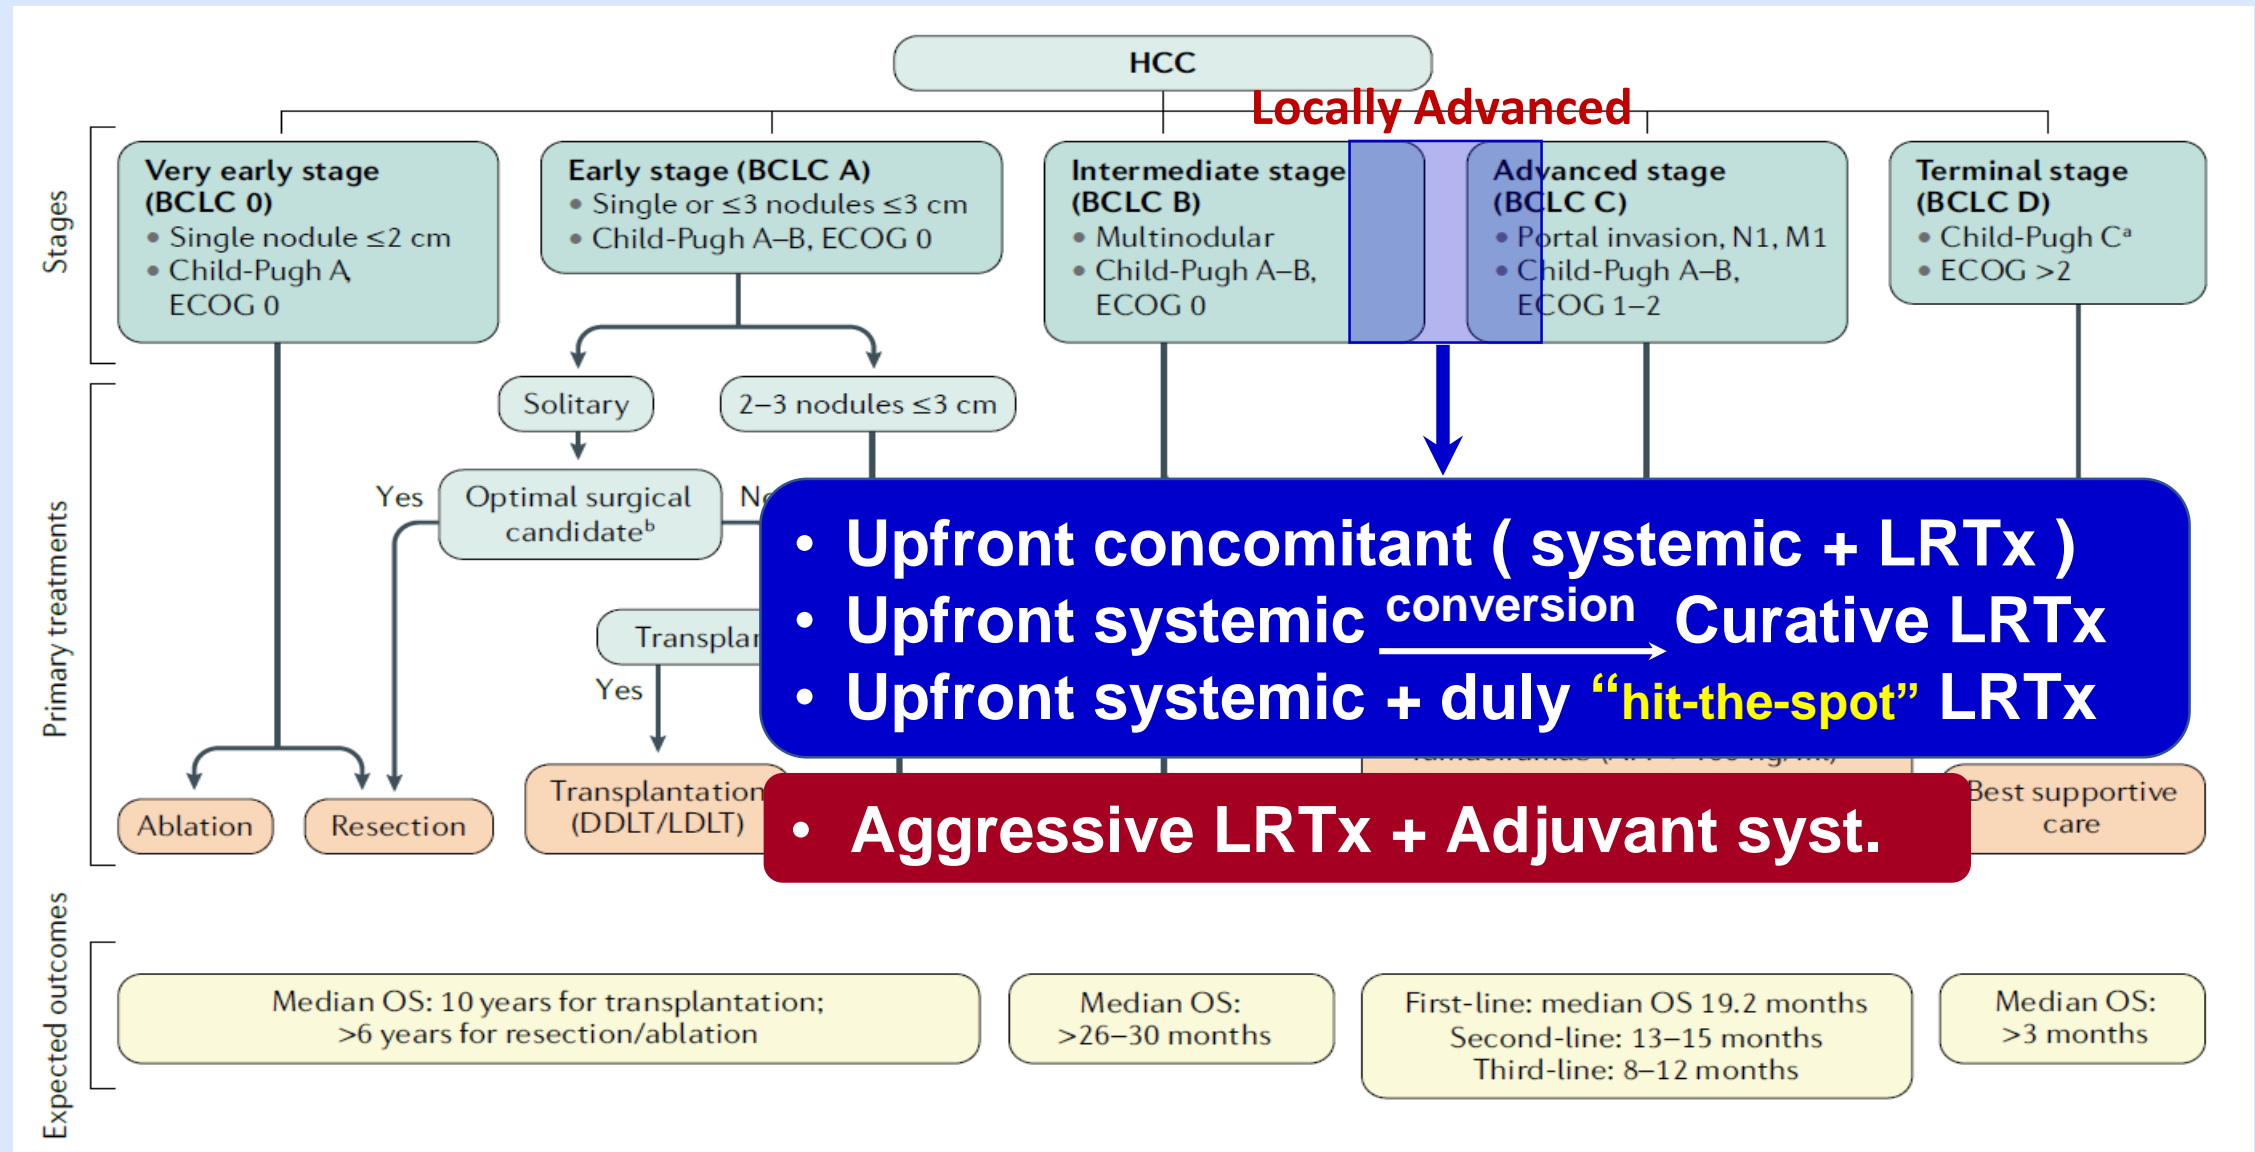 HCC
Locally Advanced
Stages
Very early stage
(BCLC 0)
• Single nodule ≤2 cm
• Child-Pugh A,
ECOG 0
Early stage (BCLC A)
• Single or ≤3 nodules ≤3 cm
• Child-Pugh A–B, ECOG 0
Intermediate stage
(BCLC B)
• Multinodular
• Child-Pugh A–B,
ECOG 0
Advanced stage
(BCLC C)
• Portal invasion, N1, M1
• Child-Pugh A–B,
ECOG 1–2
Terminal stage
(BCLC D)
• Child-Pugh Cᵃ
• ECOG >2
Primary treatments
Solitary
2–3 nodules ≤3 cm
Yes
Optimal surgical
candidateᵇ
Yes
• Upfront concomitant ( systemic + LRTx )
• Upfront systemic conversion Curative LRTx
• Upfront systemic + duly “hit-the-spot” LRTx
• Aggressive LRTx + Adjuvant syst.
Ablation
Resection
Transplantation
(DDLT/LDLT)
Best supportive
care
Expected outcomes
Median OS: 10 years for transplantation;
>6 years for resection/ablation
Median OS:
>26–30 months
First-line: median OS 19.2 months
Second-line: 13–15 months
Third-line: 8–12 months
Median OS:
>3 months